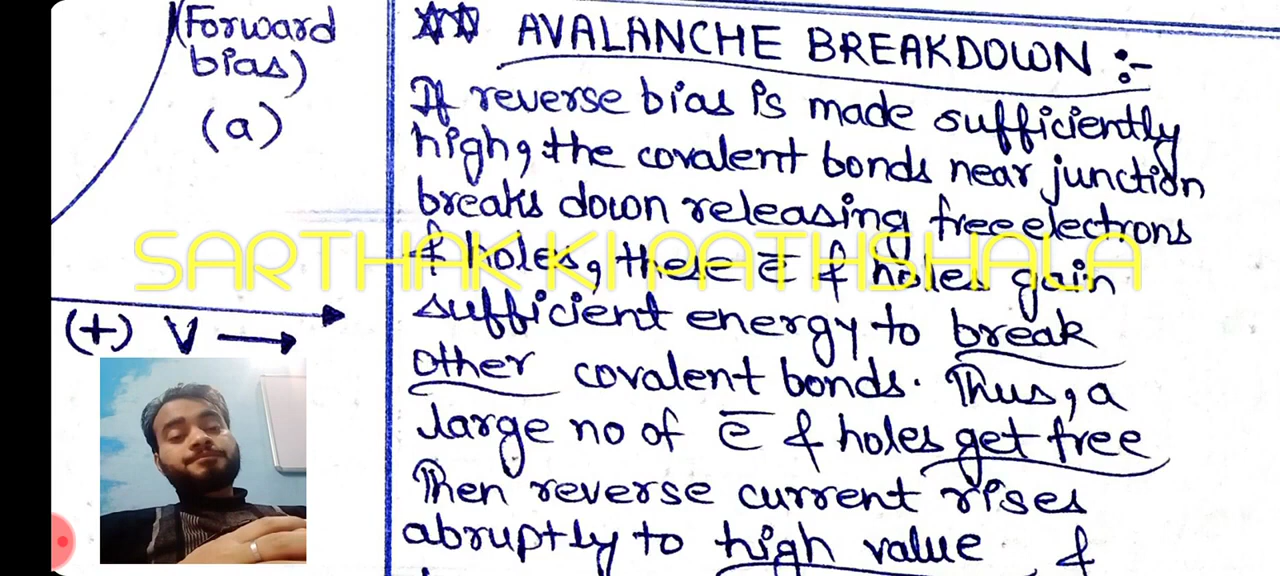 (Forward
bias)
(a)
(+) V
AVALANCHE BREAKDOWN :-
If reverse bias is made sufficiently
high, the covalent bonds near junction
breaks down releasing free electrons
& holes, these e̅ & holes gain
sufficient energy to break
other covalent bonds. Thus, a
large no of e̅ & holes get free
Then reverse current rises
abruptly to high value &
SARTHAK KI PATHSHALA